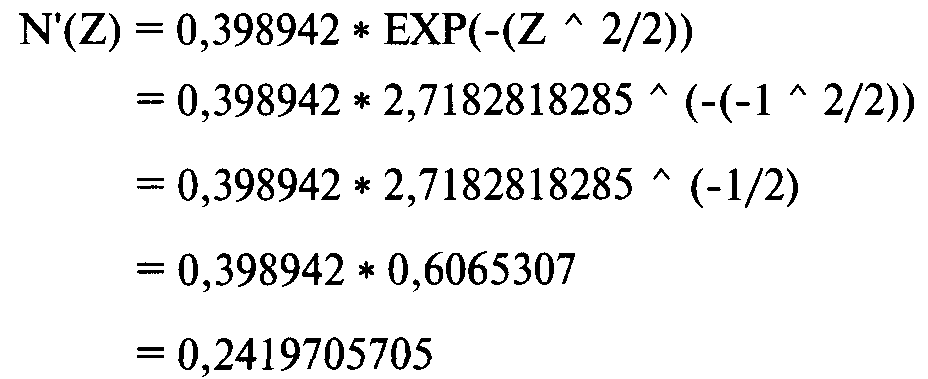 N'(Z) = 0,398942 * EXP(-(Z ^ 2/2))
= 0,398942 * 2,7182818285 ^ (-(-1 ^ 2/2))
= 0,398942 * 2,7182818285 ^ (-1/2)
= 0,398942 * 0,6065307
= 0,2419705705